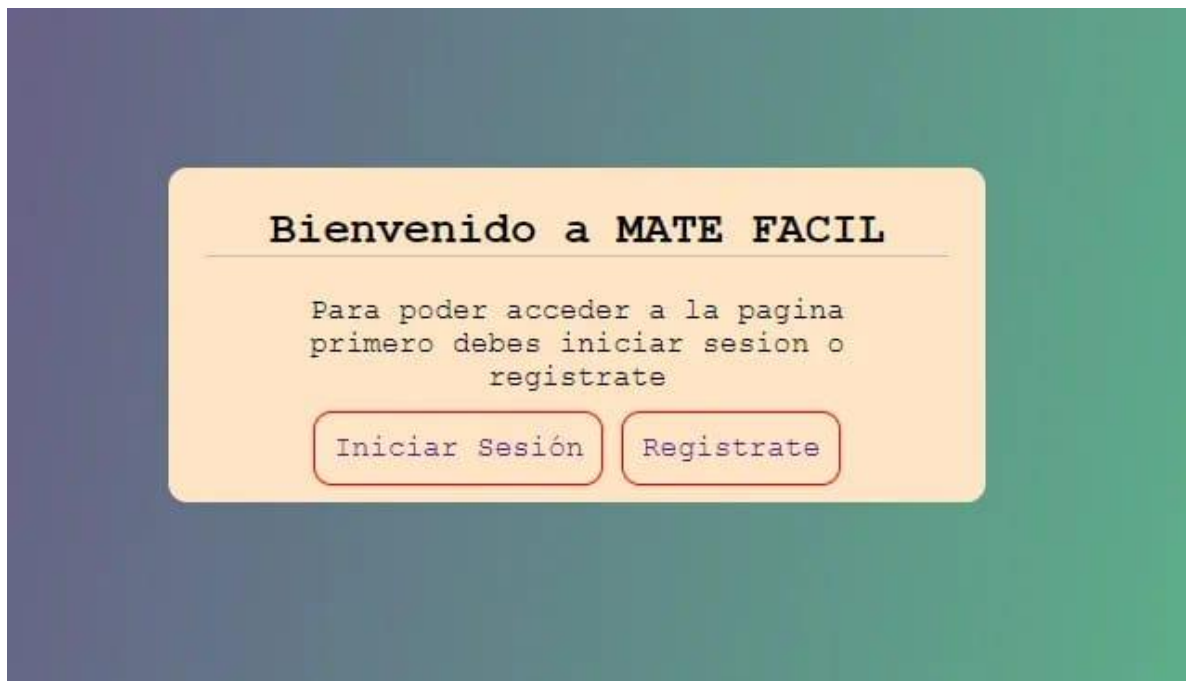 Bienvenido a MATE FACIL
Para poder acceder a la pagina
primero debes iniciar sesion o
registrate
Iniciar Sesión Registrate